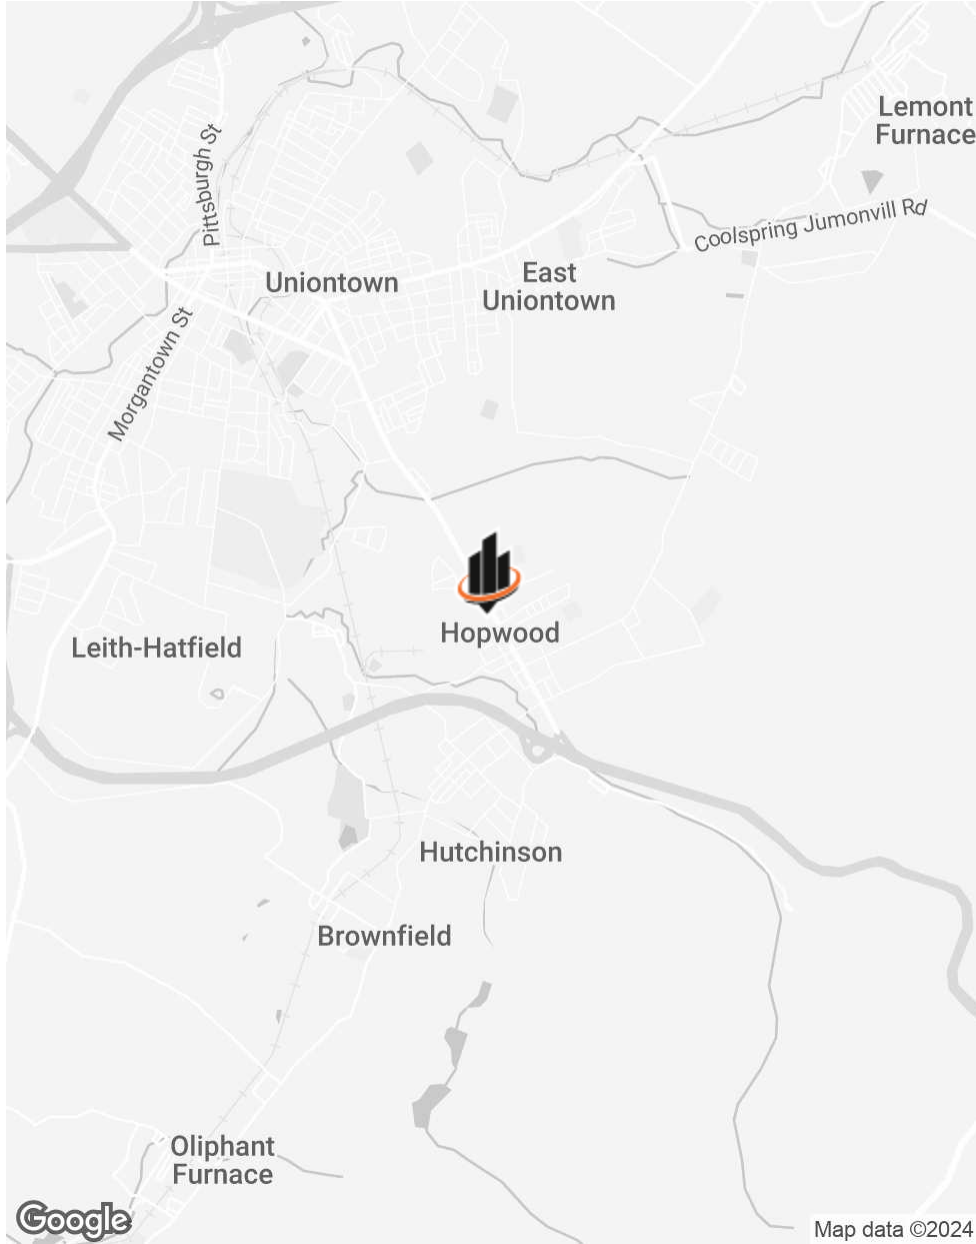 Lemont
Furnace
Pittsburgh St
Coolspring Jumonvill Rd
Uniontown
East
Uniontown
Morgantown St
Hopwood
Leith-Hatfield
Hutchinson
Brownfield
Oliphant
Furnace
Google
Map data ©2024